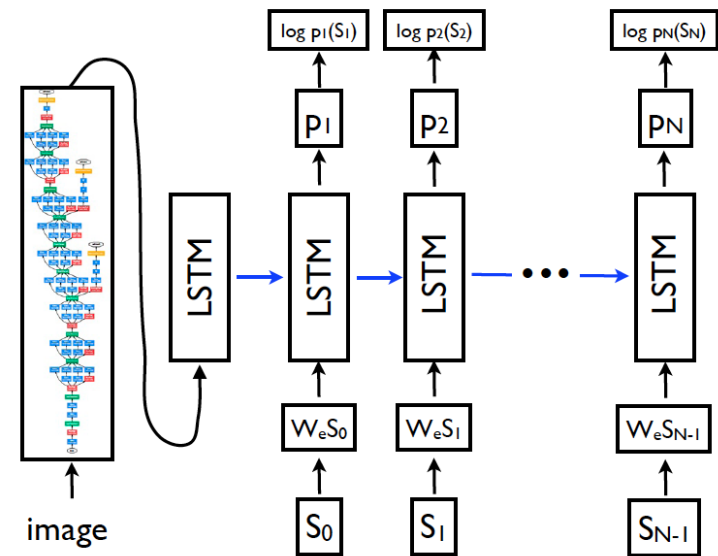 log p₁(S₁) log p₂(S₂) log pN(SN)
p₁ p₂ pN
LSTM LSTM LSTM LSTM
WₑS₀ WₑS₁ WₑSN-1
image S₀ S₁ SN-1